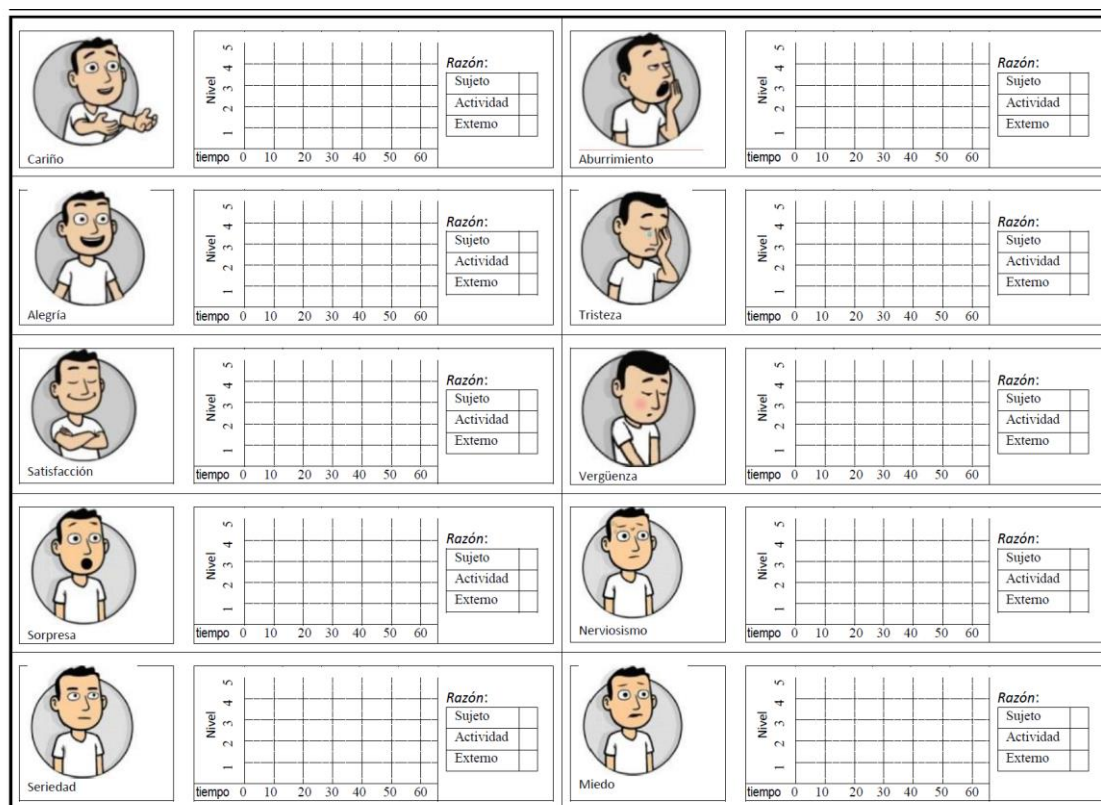 Cariño
Nivel
1 2 3 4 5
tiempo 0 10 20 30 40 50 60
Razón:
Sujeto
Actividad
Externo
Aburrimiento
Nivel
1 2 3 4 5
tiempo 0 10 20 30 40 50 60
Razón:
Sujeto
Actividad
Externo
Alegría
Nivel
1 2 3 4 5
tiempo 0 10 20 30 40 50 60
Razón:
Sujeto
Actividad
Externo
Tristeza
Nivel
1 2 3 4 5
tiempo 0 10 20 30 40 50 60
Razón:
Sujeto
Actividad
Externo
Satisfacción
Nivel
1 2 3 4 5
tiempo 0 10 20 30 40 50 60
Razón:
Sujeto
Actividad
Externo
Vergüenza
Nivel
1 2 3 4 5
tiempo 0 10 20 30 40 50 60
Razón:
Sujeto
Actividad
Externo
Sorpresa
Nivel
1 2 3 4 5
tiempo 0 10 20 30 40 50 60
Razón:
Sujeto
Actividad
Externo
Nerviosismo
Nivel
1 2 3 4 5
tiempo 0 10 20 30 40 50 60
Razón:
Sujeto
Actividad
Externo
Seriedad
Nivel
1 2 3 4 5
tiempo 0 10 20 30 40 50 60
Razón:
Sujeto
Actividad
Externo
Miedo
Nivel
1 2 3 4 5
tiempo 0 10 20 30 40 50 60
Razón:
Sujeto
Actividad
Externo